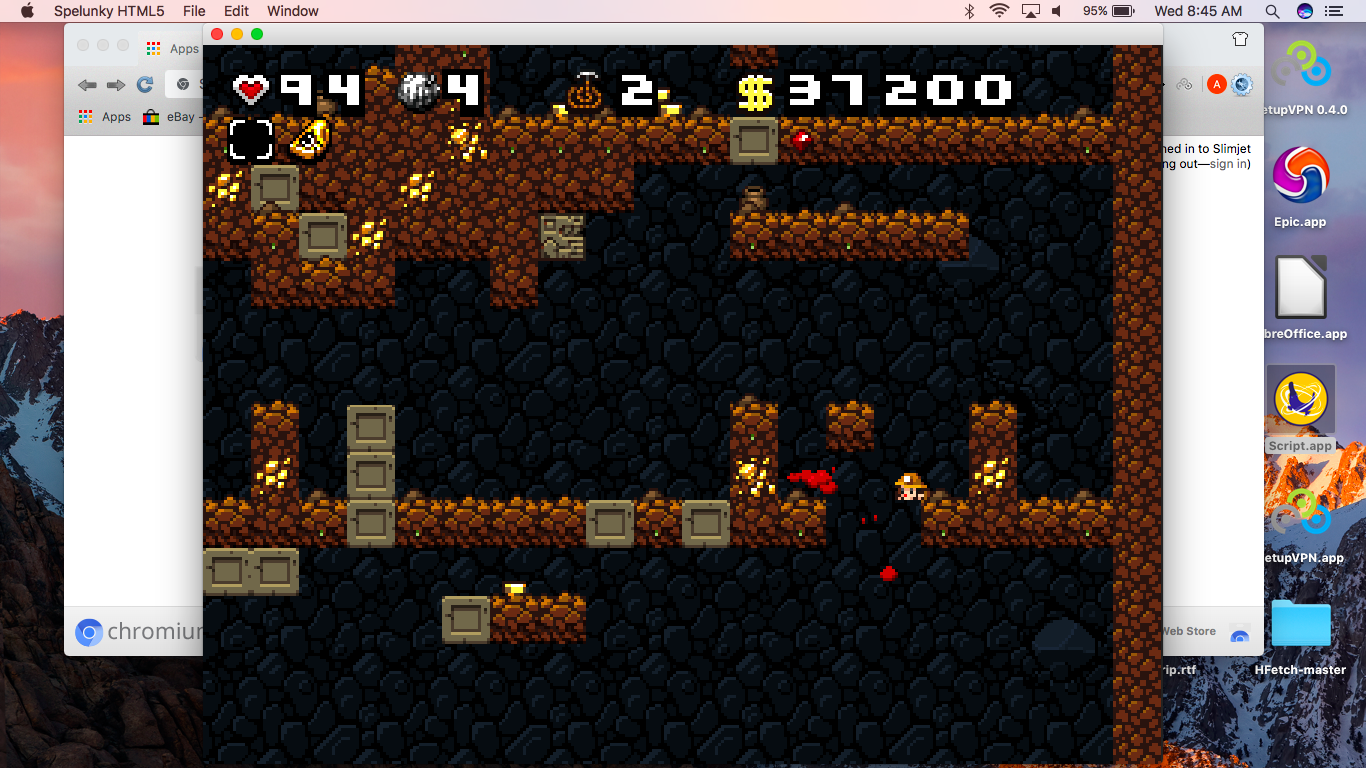 Spelunky HTML5 File Edit Window 95% Wed 8:45 AM
Apps
94 4 2 $37200
A
Apps eBay
etupVPN 0.4.0
ned in to Slimjet
ng out—sign in)
Epic.app
breOffice.app
Script.app
etupVPN.app
chromium
Web Store
rip.rtf
HFetch-master